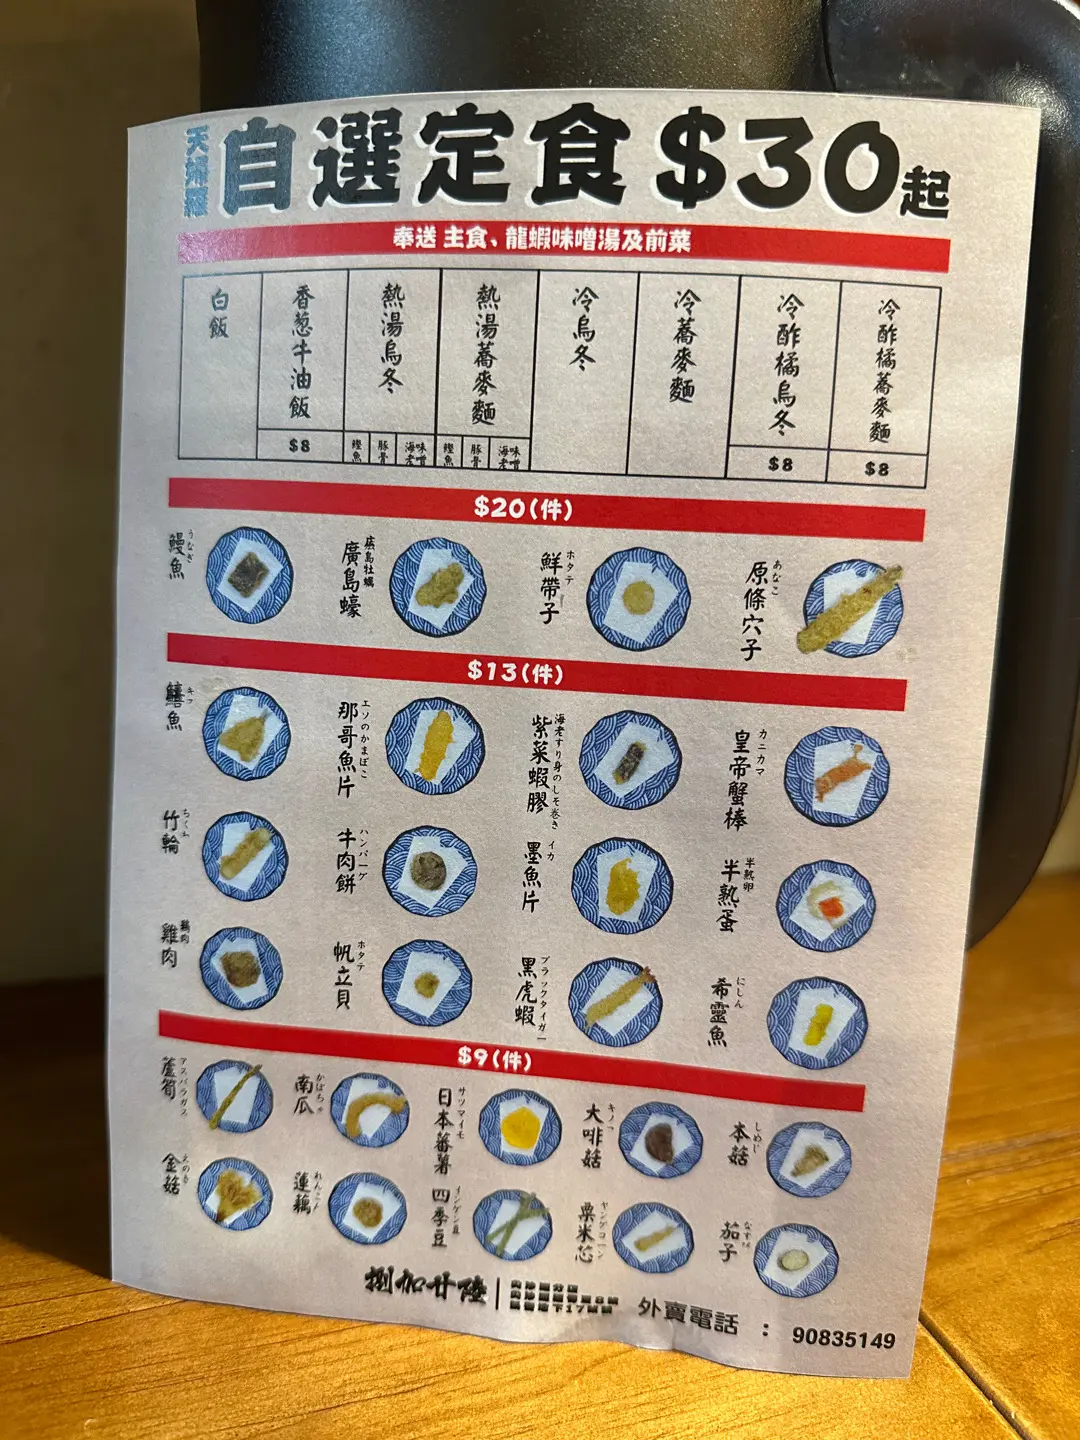 天婦羅
自選定食$30起
奉送 主食、龍蝦味噌湯及前菜
白飯
香葱牛油飯
$8
熱湯烏冬
鰹魚
豚骨
海老味噌
熱湯蕎麥麵
鰹魚
豚骨
海老味噌
冷烏冬
冷蕎麥麵
冷酢橘烏冬
$8
冷酢橘蕎麥麵
$8
$20(件)
鰻魚
うなぎ
廣島蠔
広島牡蠣
鮮帶子
ホタテ
原條穴子
あなご
$13(件)
鱚魚
キス
那哥魚片
エソのかまぼこ
紫菜蝦膠
海老すり身のしそ巻き
皇帝蟹棒
カニカマ
竹輪
ちくわ
牛肉餅
ハンバーグ
墨魚片
イカ
半熟蛋
半熟卵
雞肉
鶏肉
帆立貝
ホタテ
黑虎蝦
ブラックタイガー
希靈魚
にしん
$9(件)
蘆筍
アスパラガス
南瓜
かぼちゃ
日本蕃薯
サツマイモ
大啡菇
キノコ
本菇
しめじ
金菇
えのき
蓮藕
れんこん
四季豆
インゲン豆
粟米芯
ヤングコーン
茄子
なす
捌加廿陸
外賣電話 : 90835149